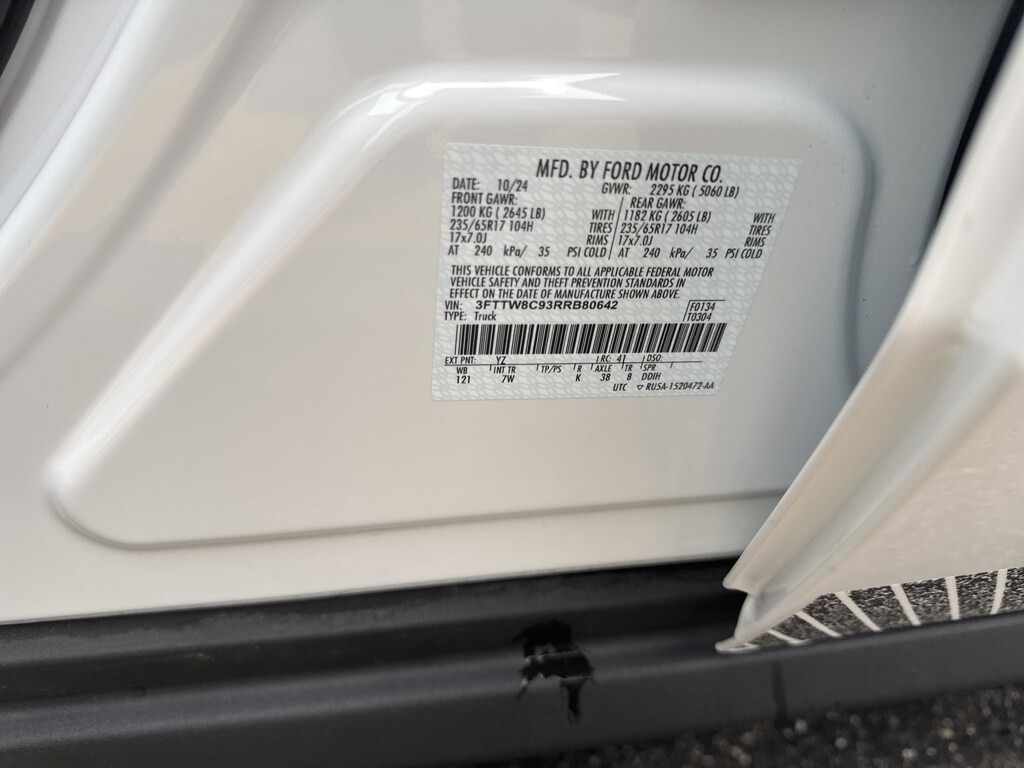 MFD. BY FORD MOTOR CO.
DATE: 10/24 GVWR: 2295 KG ( 5060 LB)
FRONT GAWR: REAR GAWR:
1200 KG ( 2645 LB) WITH 1182 KG ( 2605 LB) WITH
235/65R17 104H TIRES 235/65R17 104H TIRES
17x7.0J RIMS 17x7.0J RIMS
AT 240 kPa/ 35 PSI COLD AT 240 kPa/ 35 PSI COLD
THIS VEHICLE CONFORMS TO ALL APPLICABLE FEDERAL MOTOR
VEHICLE SAFETY AND THEFT PREVENTION STANDARDS IN
EFFECT ON THE DATE OF MANUFACTURE SHOWN ABOVE.
VIN: 3FTTW8C93RRB80642 F0134
TYPE: Truck T0304
EXT PNT: YZ RC: 41 DSO:
WB INT TR TP/PS R AXLE TR SPR
121 7W K 38 8 DDIH
UTC ▽ RU5A-1520472-AA